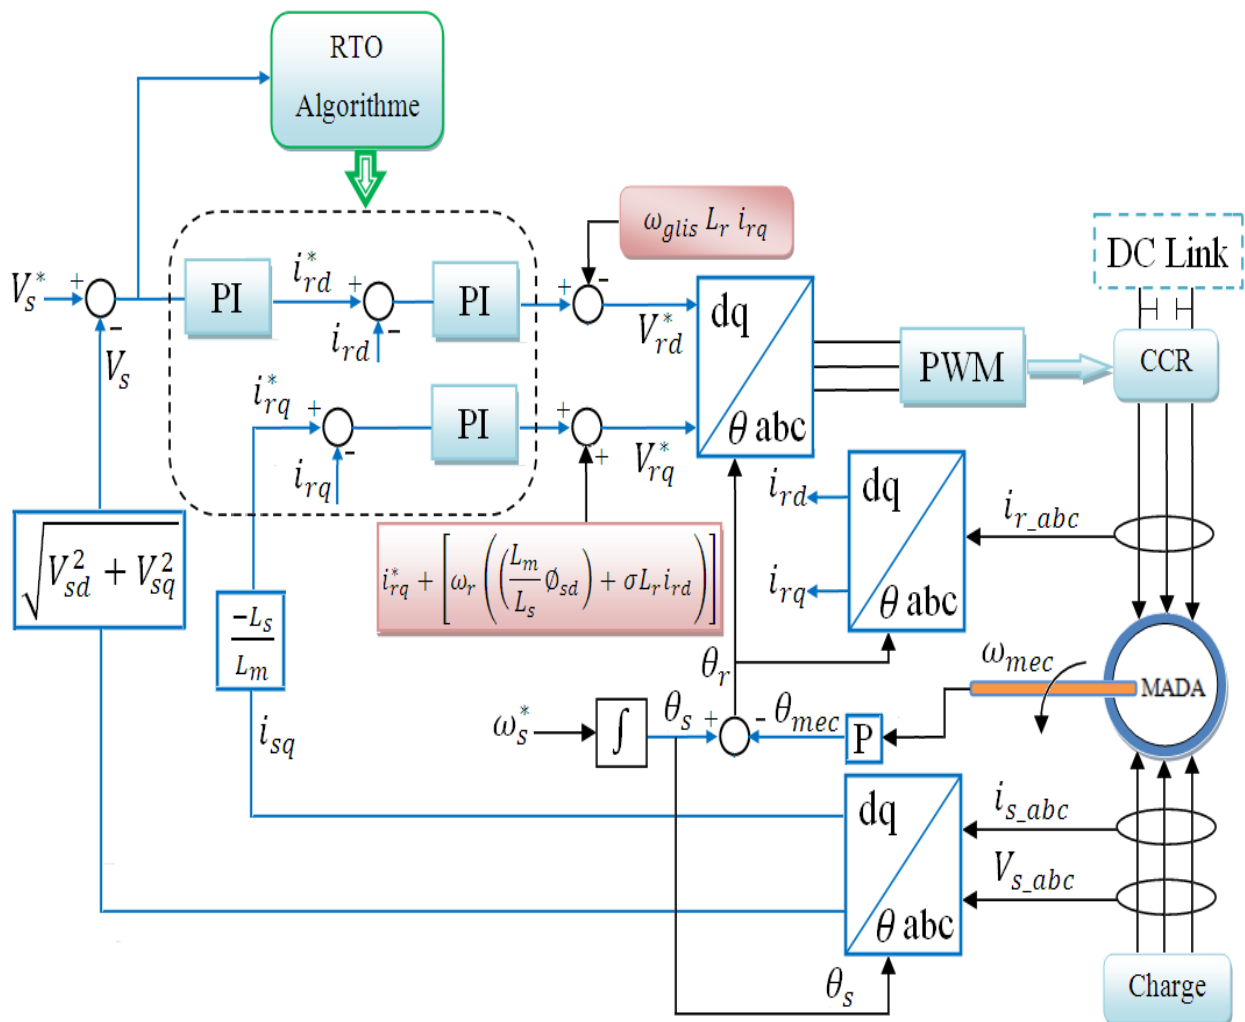 RTO
Algorithme
ω_glis L_r i_rq
DC Link
V_s^*
+
-
PI
i_rd^*
+
-
i_rd
PI
+
-
V_rd^*
dq
θ abc
PWM
CCR
V_s
i_rq^*
+
-
i_rq
PI
+
+
V_rq^*
i_rd
dq
i_r_abc
i_rq
θ abc
√(V_sd^2 + V_sq^2)
i_rq^* + [ω_r ((L_m/L_s ∅_sd) + σL_r i_rd)]
-L_s/L_m
θ_r
ω_mec
MADA
i_sq
ω_s^*
∫
θ_s
+
-
θ_mec
P
dq
i_s_abc
V_s_abc
θ abc
θ_s
Charge